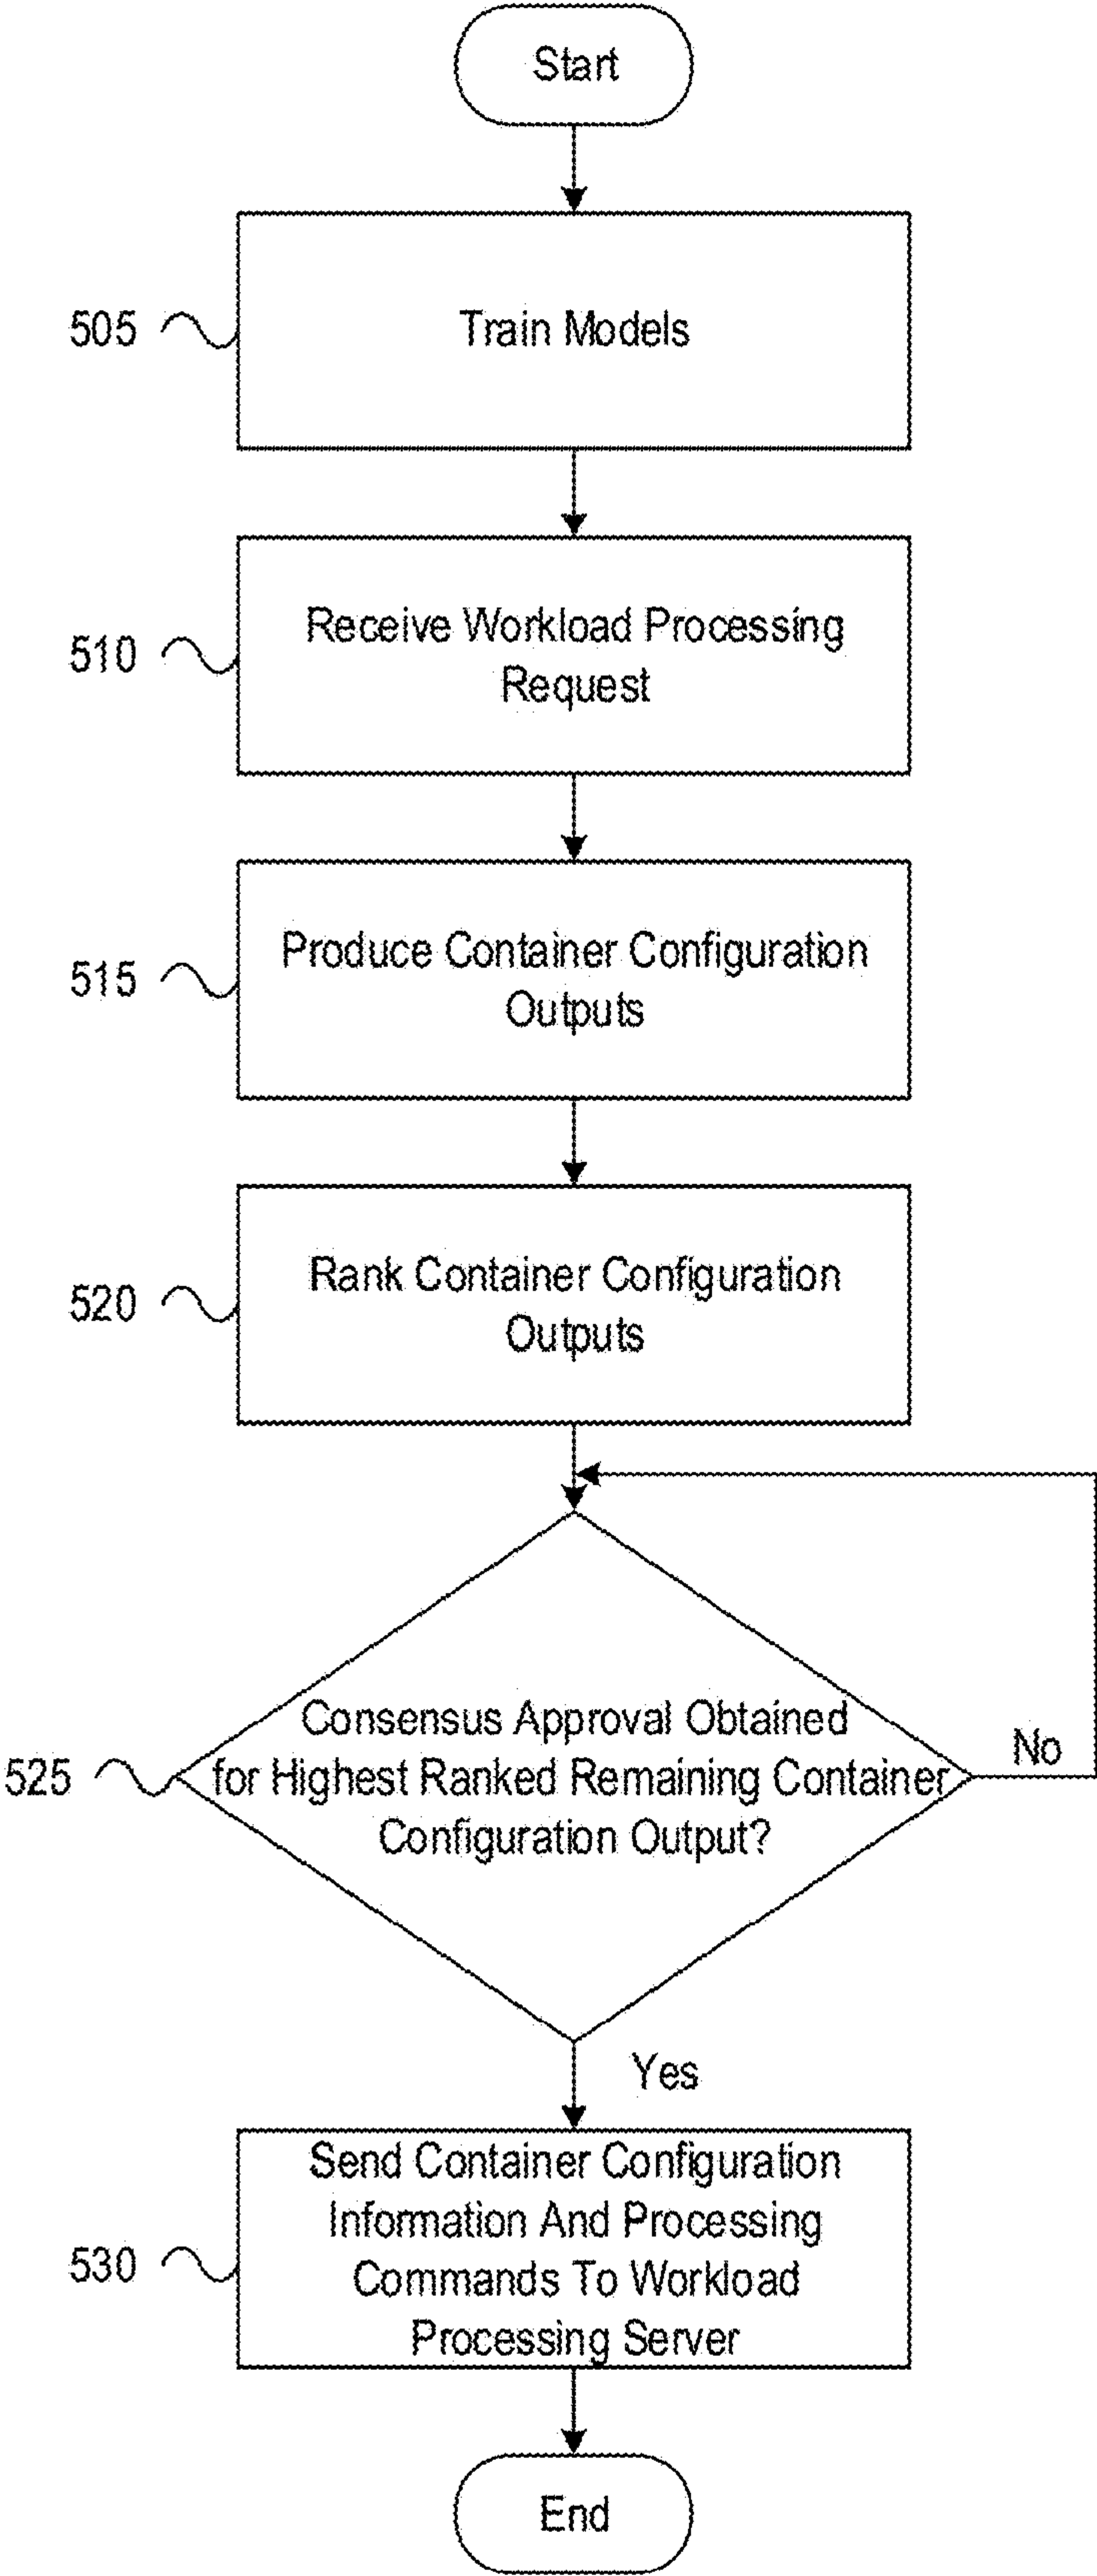 Start
505
Train Models
510
Receive Workload Processing
Request
515
Produce Container Configuration
Outputs
520
Rank Container Configuration
Outputs
525
Consensus Approval Obtained
for Highest Ranked Remaining Container
Configuration Output?
No
Yes
530
Send Container Configuration
Information And Processing
Commands To Workload
Processing Server
End